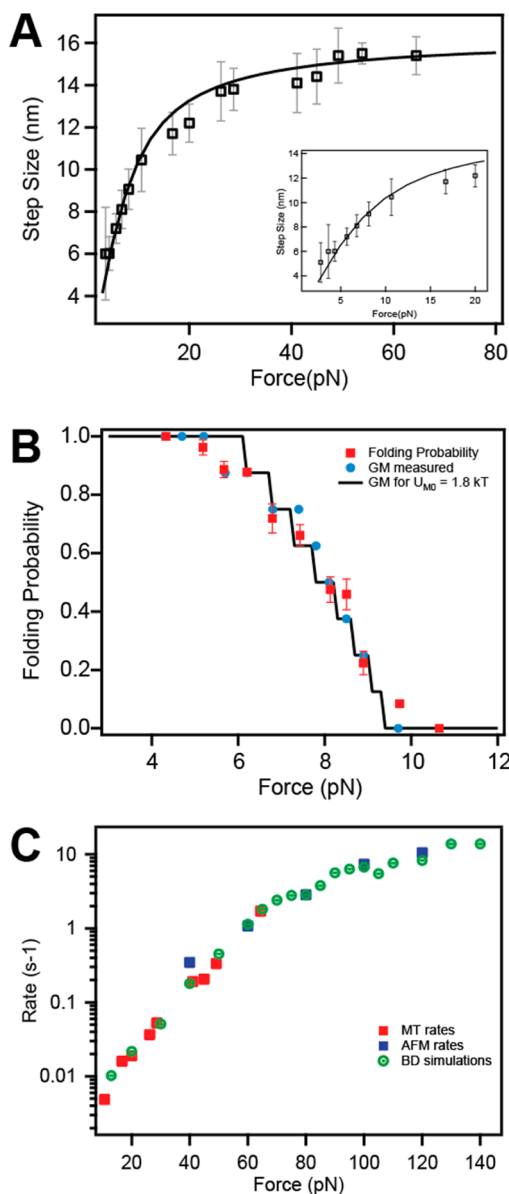 A
16
14
12
10
8
6
4
Step Size (nm)
20
40
60
80
Force(pN)
14
12
10
8
6
4
Step Size (nm)
5
10
15
20
Force(pN)
B
1.0
0.8
0.6
0.4
0.2
0.0
Folding Probability
Folding Probability
GM measured
GM for UM0 = 1.8 kT
4
6
8
10
12
Force (pN)
C
10
1
0.1
0.01
Rate (s-1)
MT rates
AFM rates
BD simulations
20
40
60
80
100
120
140
Force (pN)